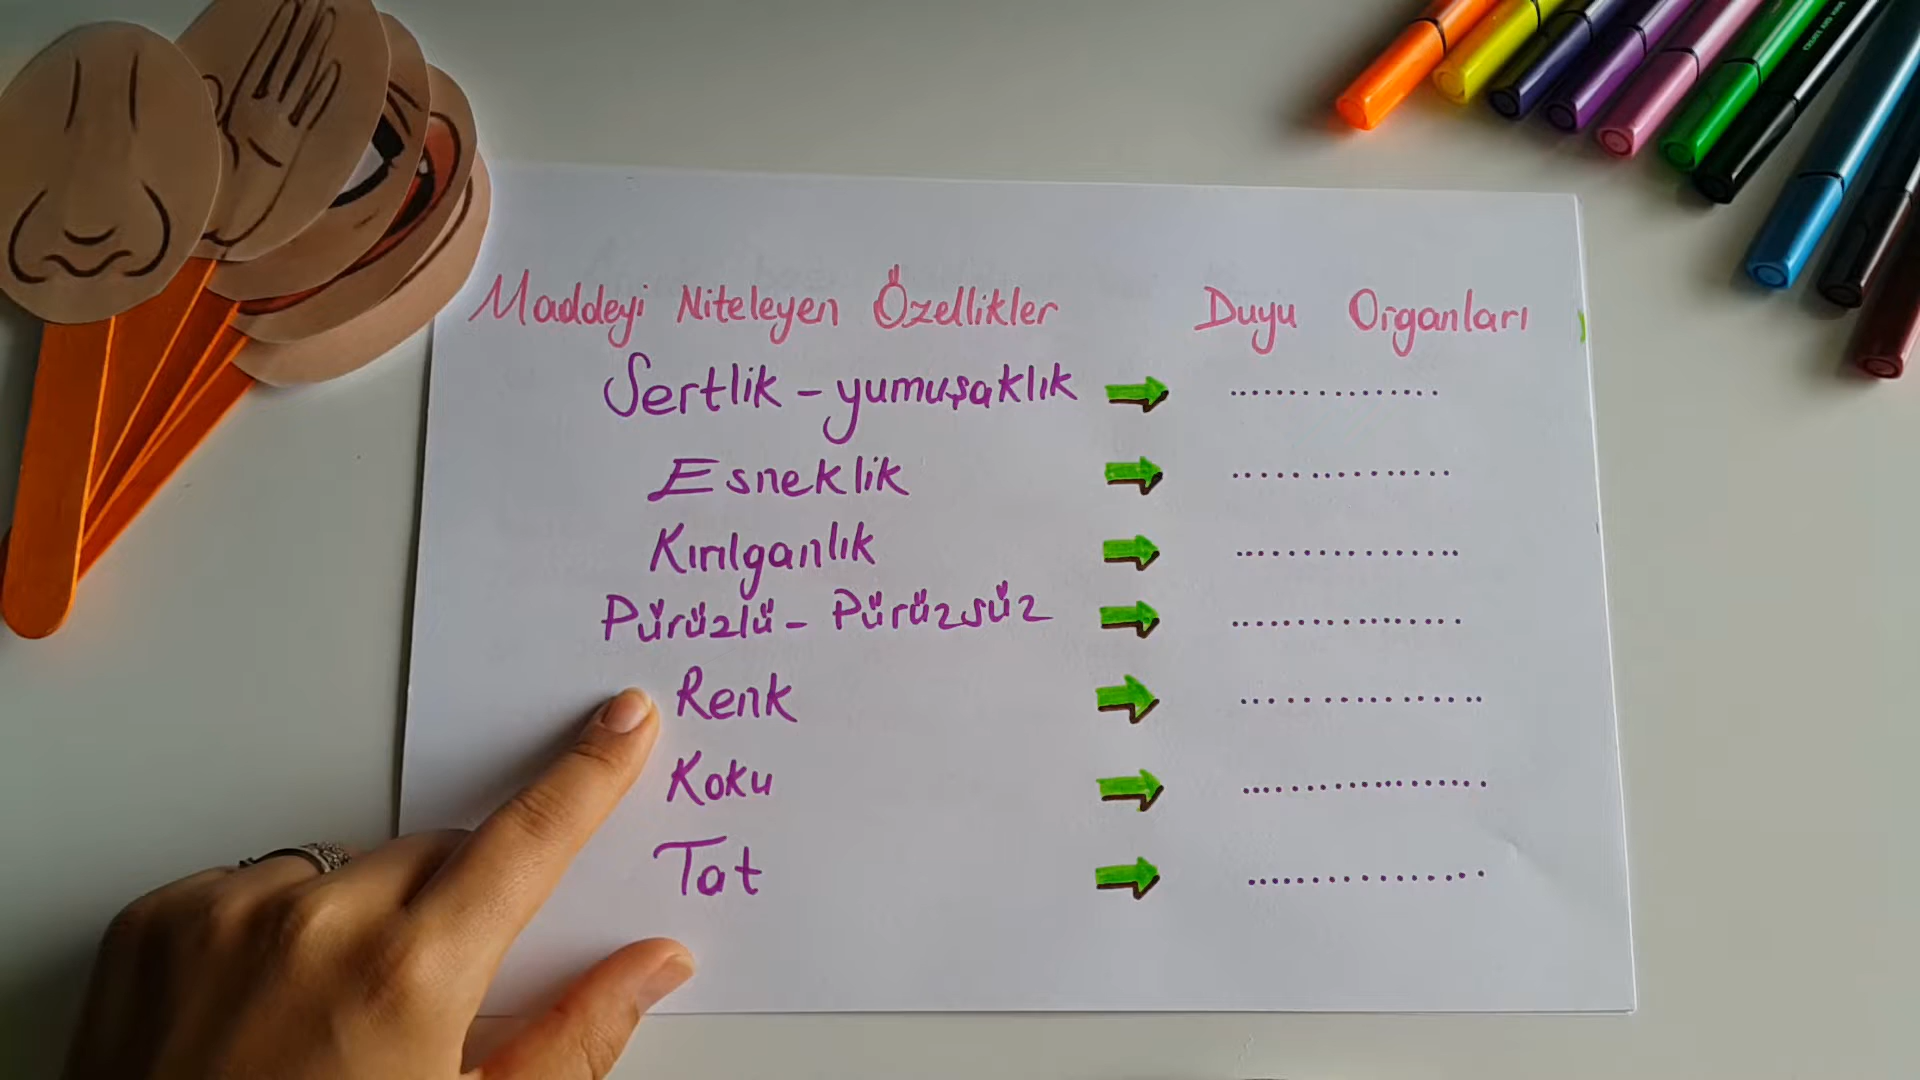 Maddeyi Niteleyen Özellikler Duyu Organları
Sertlik - yumuşaklık ...............
Esneklik ...............
Kırılganlık ...............
Pürüzlü - Pürüzsüz ...............
Renk ...............
Koku ...............
Tat ...............